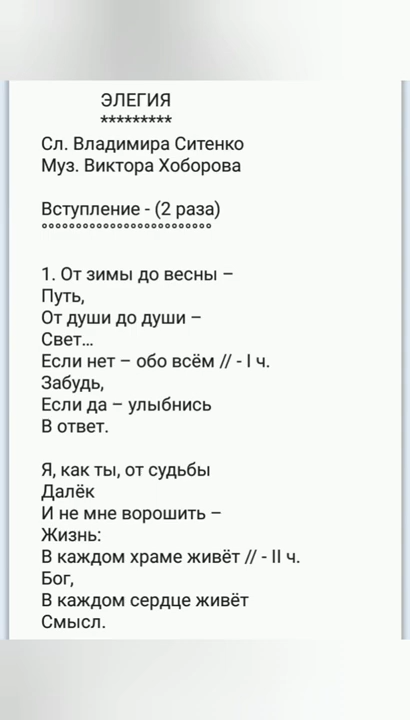 ЭЛЕГИЯ
*********
Сл. Владимира Ситенко
Муз. Виктора Хоборова
Вступление - (2 раза)
°°°°°°°°°°°°°°°°°°°°°°°°°
1. От зимы до весны –
Путь,
От души до души –
Свет...
Если нет – обо всём // - I ч.
Забудь,
Если да – улыбнись
В ответ.
Я, как ты, от судьбы
Далёк
И не мне ворошить –
Жизнь:
В каждом храме живёт // - II ч.
Бог,
В каждом сердце живёт
Смысл.